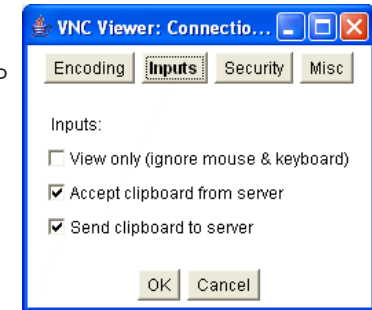 VNC Viewer: Connectio...
Encoding Inputs Security Misc
Inputs:
View only (ignore mouse & keyboard)
Accept clipboard from server
Send clipboard to server
OK Cancel